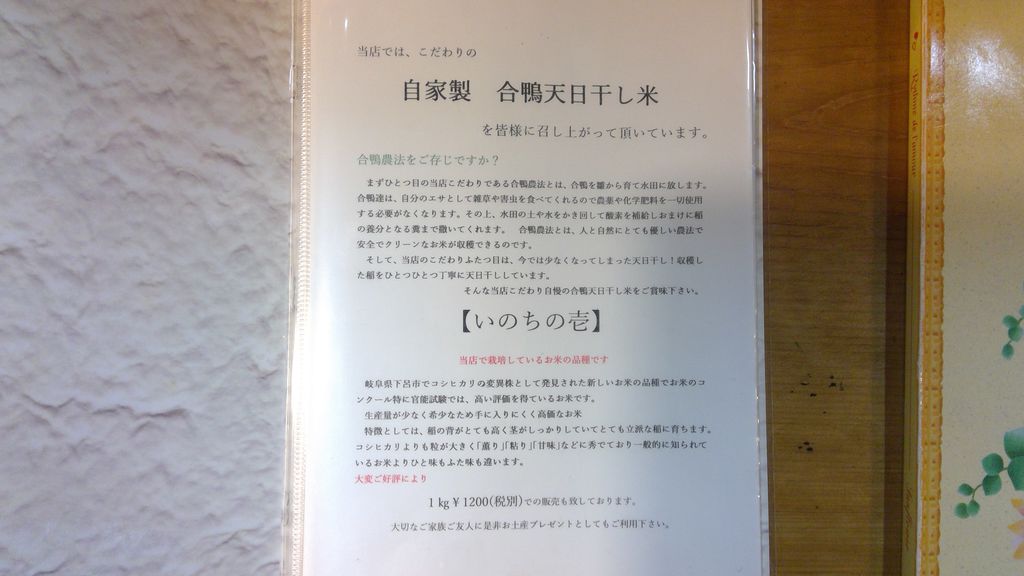 当店では、こだわりの
自家製　合鴨天日干し米
を皆様に召し上がって頂いています。
合鴨農法をご存じですか？
まずひとつ目の当店こだわりである合鴨農法とは、合鴨を雛から育て水田に放します。
合鴨達は、自分のエサとして雑草や害虫を食べてくれるので農薬や化学肥料を一切使用
する必要がなくなります。その上、水田の土や水をかき回して酸素を補給しおまけに稲
の養分となる糞まで撒いてくれます。　合鴨農法とは、人と自然にとても優しい農法で
安全でクリーンなお米が収穫できるのです。
そして、当店のこだわりふたつ目は、今では少なくなってしまった天日干し！収穫し
た稲をひとつひとつ丁寧に天日干ししています。
そんな当店こだわり自慢の合鴨天日干し米をご賞味下さい。
【いのちの壱】
当店で栽培しているお米の品種です
岐阜県下呂市でコシヒカリの変異株として発見された新しいお米の品種でお米のコ
ンクール特に官能試験では、高い評価を得ているお米です。
生産量が少なく希少なため手に入りにくく高価なお米
特徴としては、稲の背がとても高く茎がしっかりしていてとても立派な稲に育ちます。
コシヒカリよりも粒が大きく「薫り」「粘り」「甘味」などに秀でており一般的に知られて
いるお米よりひと味もふた味も違います。
大変ご好評により
1 kg ¥ 1200(税別)での販売も致しております。
大切なご家族ご友人に是非お土産プレゼントとしてもご利用下さい。